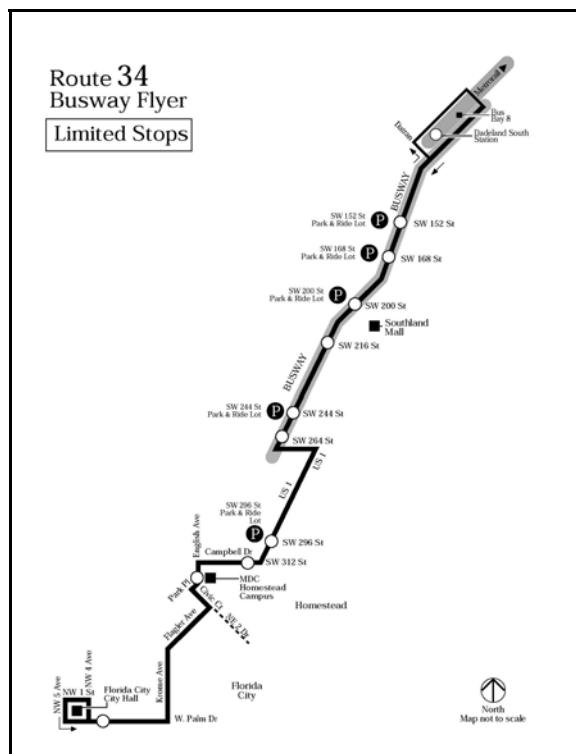 Route 34
Busway Flyer
Limited Stops
Metrorail
Bus
Bay 8
Dadeland South
Station
Datran
BUSWAY
SW 152 St
Park & Ride Lot
P
SW 152 St
SW 168 St
Park & Ride Lot
P
SW 168 St
SW 200 St
Park & Ride Lot
P
SW 200 St
Southland
Mall
SW 216 St
BUSWAY
SW 244 St
Park & Ride Lot
P
SW 244 St
SW 264 St
US 1
US 1
SW 296 St
Park & Ride
Lot
P
SW 296 St
English Ave
Campbell Dr
SW 312 St
Park Pl
MDC
Homestead
Campus
Civic Ct
Homestead
NE 2 Dr
Flagler Ave
Krome Ave
NW 5 Ave
NW 4 Ave
NW 1 St
Florida City
City Hall
Florida
City
W. Palm Dr
North
Map not to scale